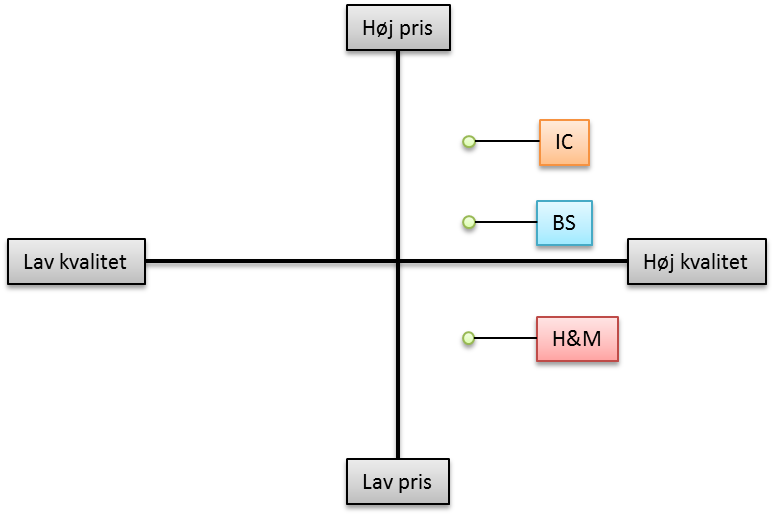 Høj pris
IC
BS
Lav kvalitet
Høj kvalitet
H&M
Lav pris